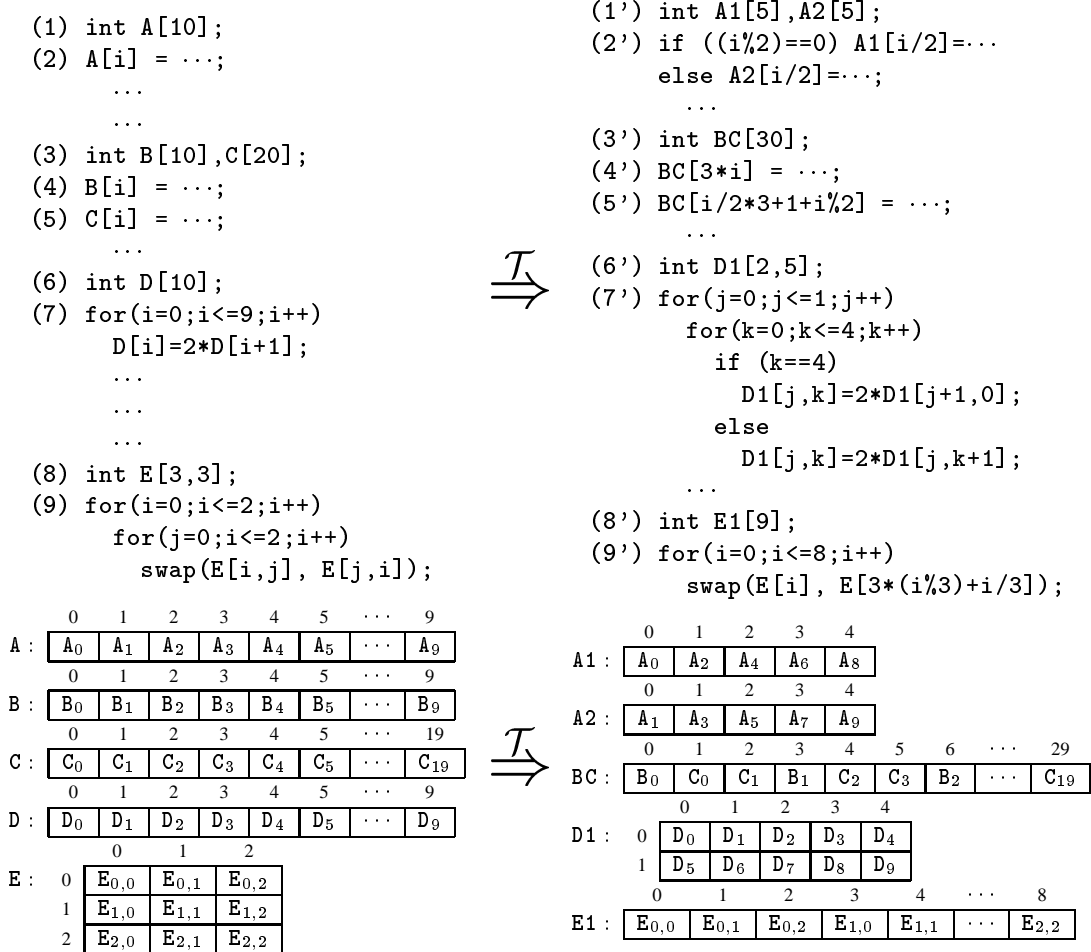 (1) int A[10];
(2) A[i] = ···;
···
···
(3) int B[10],C[20];
(4) B[i] = ···;
(5) C[i] = ···;
···
(6) int D[10];
(7) for(i=0;i<=9;i++)
D[i]=2*D[i+1];
···
···
···
(8) int E[3,3];
(9) for(i=0;i<=2;i++)
for(j=0;i<=2;i++)
swap(E[i,j], E[j,i]);
T
⇒
(1') int A1[5],A2[5];
(2') if ((i%2)==0) A1[i/2]=···
else A2[i/2]=···;
···
(3') int BC[30];
(4') BC[3*i] = ···;
(5') BC[i/2*3+1+i%2] = ···;
···
(6') int D1[2,5];
(7') for(j=0;j<=1;j++)
for(k=0;k<=4;k++)
if (k==4)
D1[j,k]=2*D1[j+1,0];
else
D1[j,k]=2*D1[j,k+1];
···
(8') int E1[9];
(9') for(i=0;i<=8;i++)
swap(E[i], E[3*(i%3)+i/3]);
0 1 2 3 4 5 ··· 9
A : A₀ A₁ A₂ A₃ A₄ A₅ ··· A₉
0 1 2 3 4 5 ··· 9
B : B₀ B₁ B₂ B₃ B₄ B₅ ··· B₉
0 1 2 3 4 5 ··· 19
C : C₀ C₁ C₂ C₃ C₄ C₅ ··· C₁₉
0 1 2 3 4 5 ··· 9
D : D₀ D₁ D₂ D₃ D₄ D₅ ··· D₉
0 1 2
E : 0 E₀,₀ E₀,₁ E₀,₂
1 E₁,₀ E₁,₁ E₁,₂
2 E₂,₀ E₂,₁ E₂,₂
T
⇒
0 1 2 3 4
A1 : A₀ A₂ A₄ A₆ A₈
0 1 2 3 4
A2 : A₁ A₃ A₅ A₇ A₉
0 1 2 3 4 5 6 ··· 29
BC : B₀ C₀ C₁ B₁ C₂ C₃ B₂ ··· C₁₉
0 1 2 3 4
D1 : 0 D₀ D₁ D₂ D₃ D₄
1 D₅ D₆ D₇ D₈ D₉
0 1 2 3 4 ··· 8
E1 : E₀,₀ E₀,₁ E₀,₂ E₁,₀ E₁,₁ ··· E₂,₂